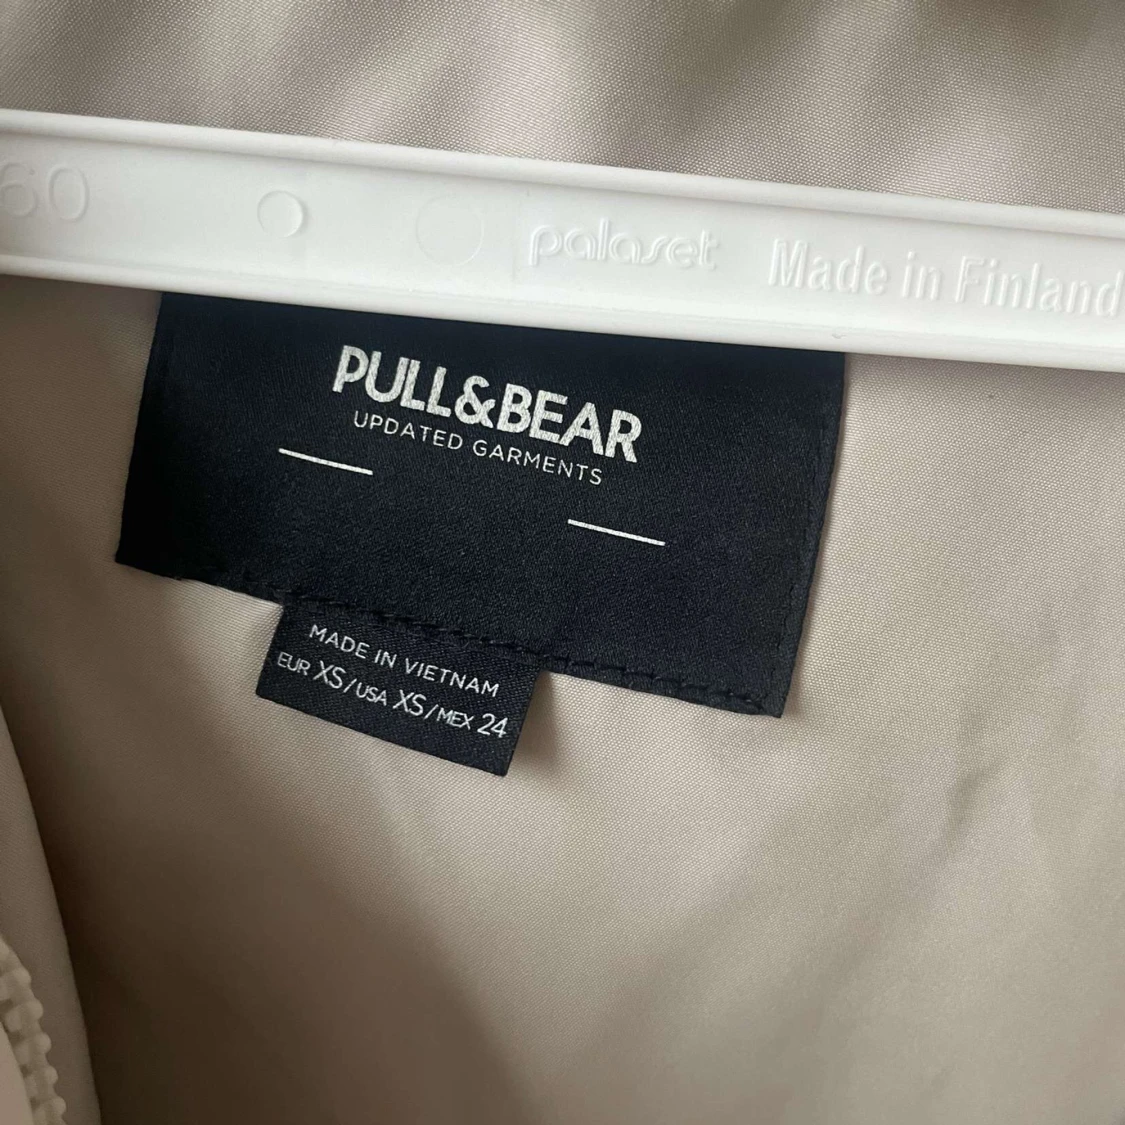 60
palaset Made in Finland
PULL&BEAR
UPDATED GARMENTS
MADE IN VIETNAM
EUR XS/USA XS/MEX 24